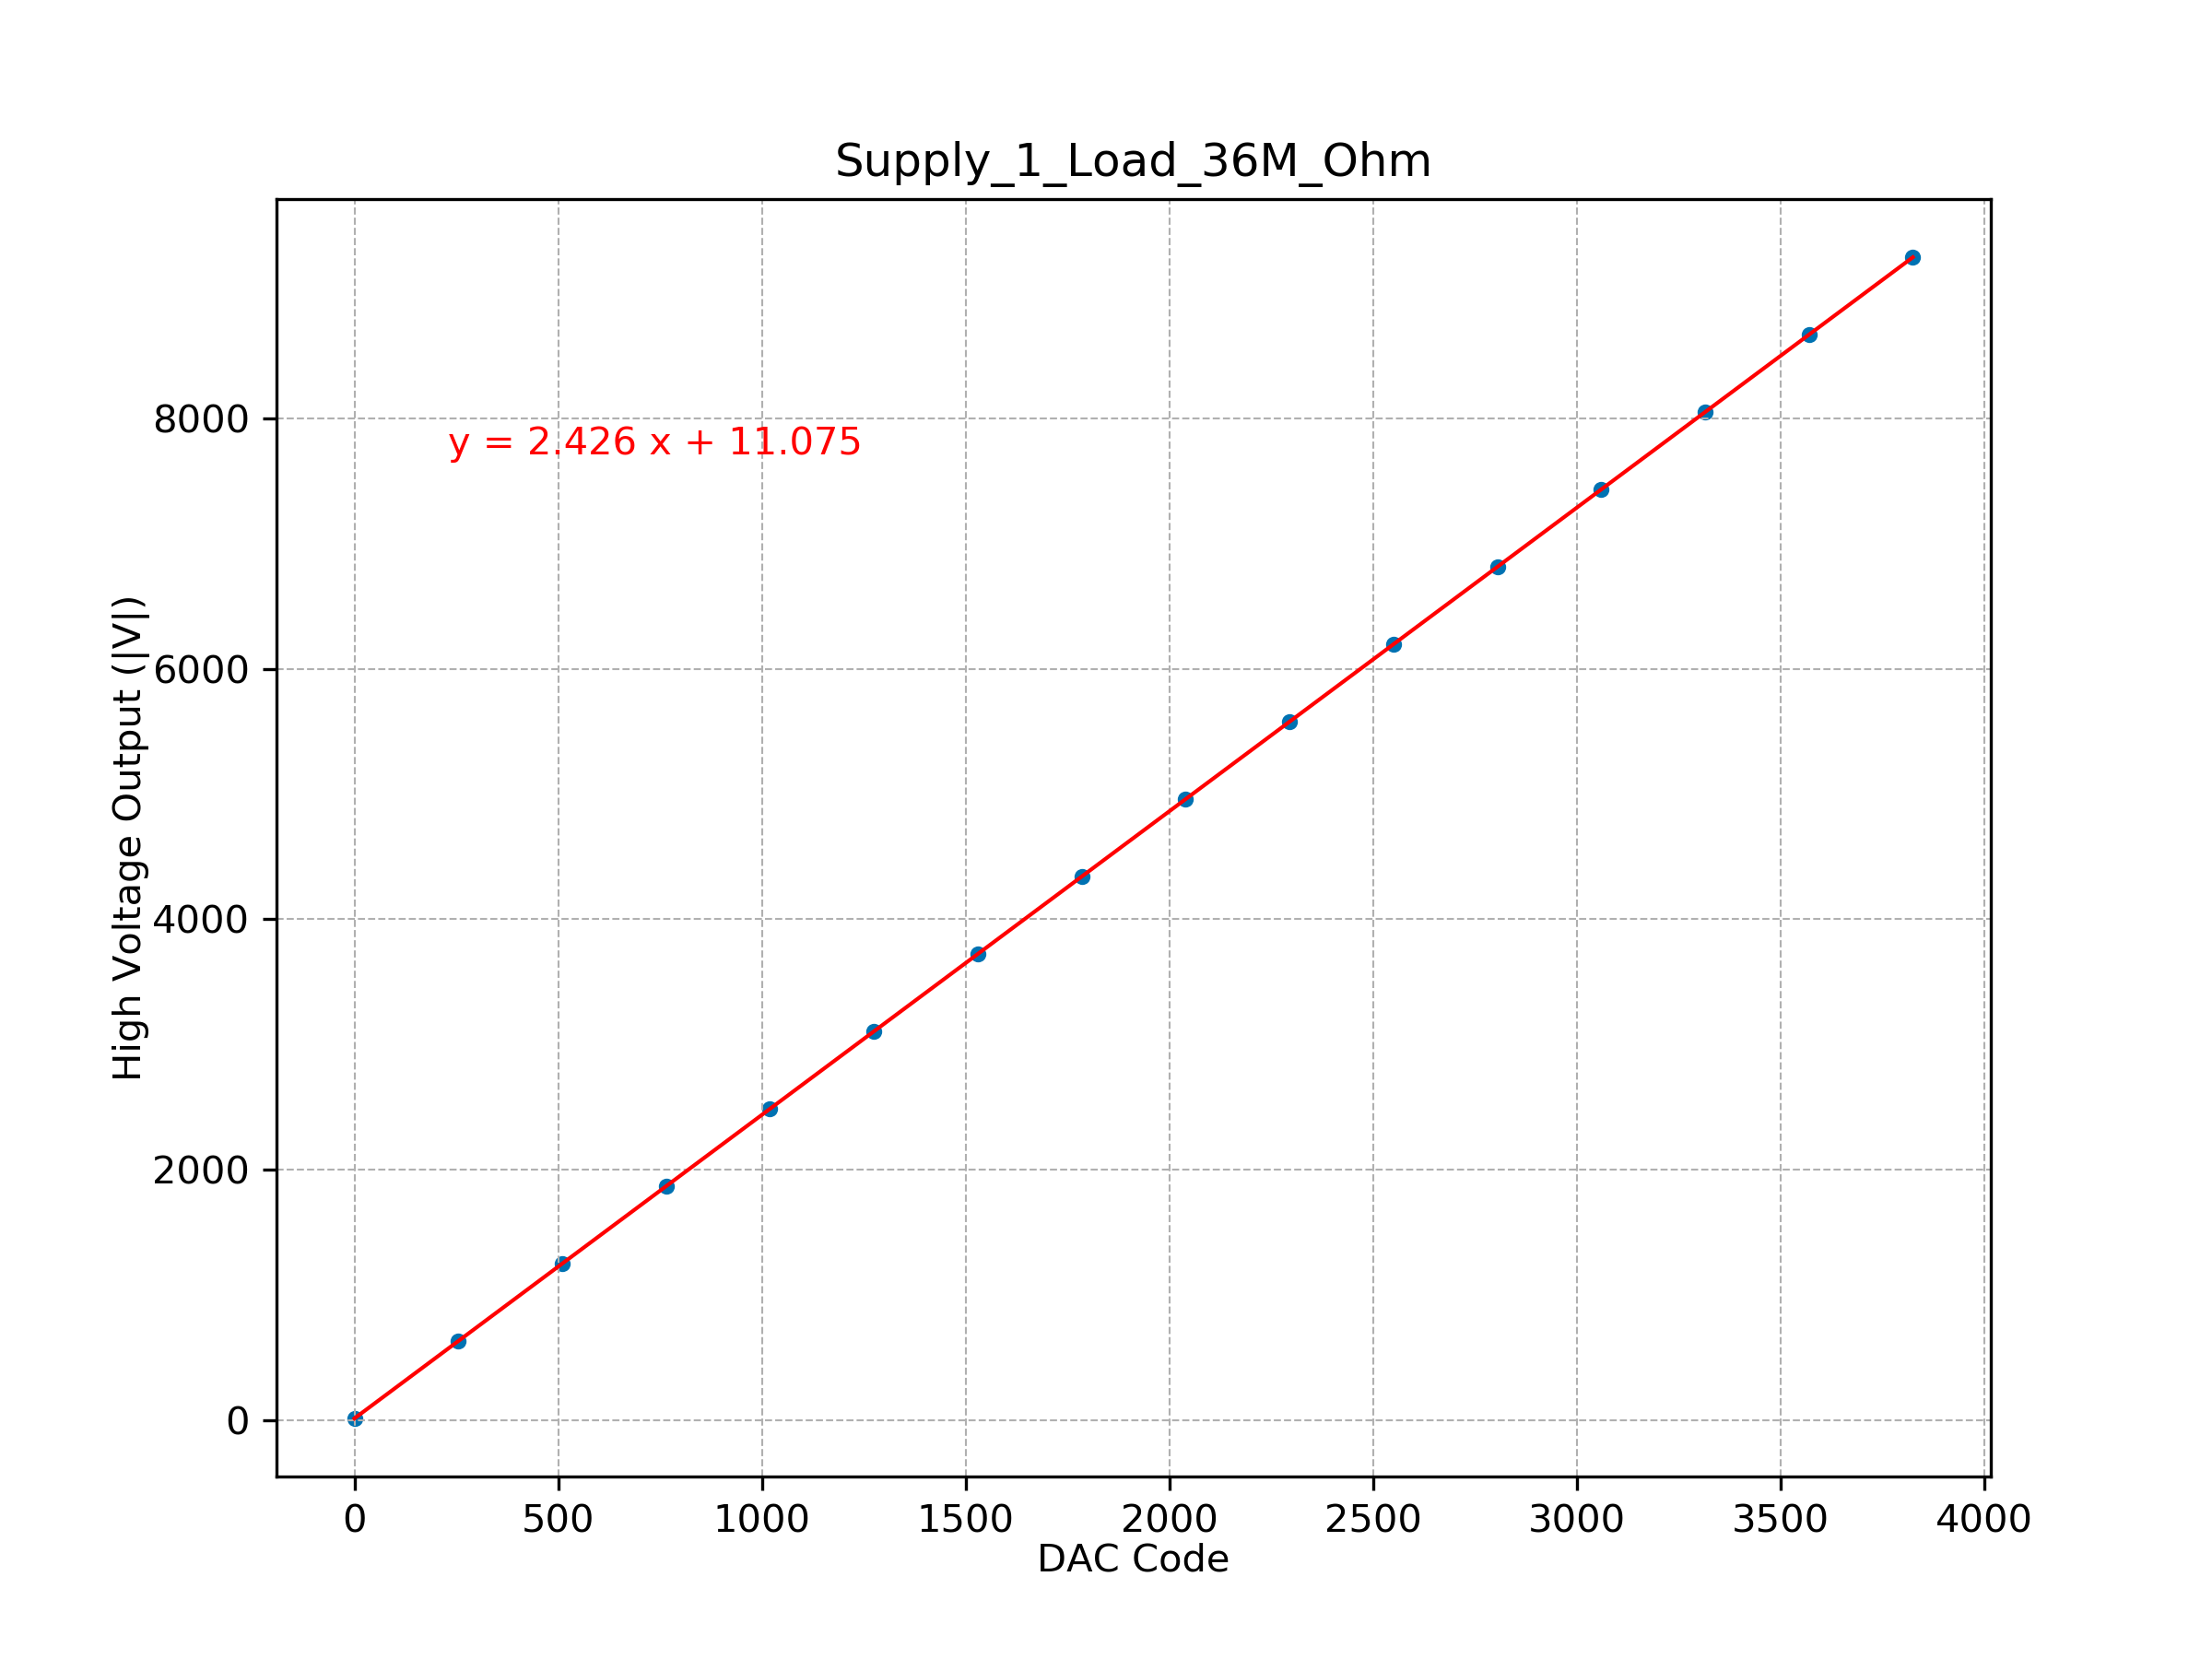 Supply_1_Load_36M_Ohm
y = 2.426 x + 11.075
High Voltage Output (|V|)
8000
6000
4000
2000
0
0 500 1000 1500 2000 2500 3000 3500 4000
DAC Code